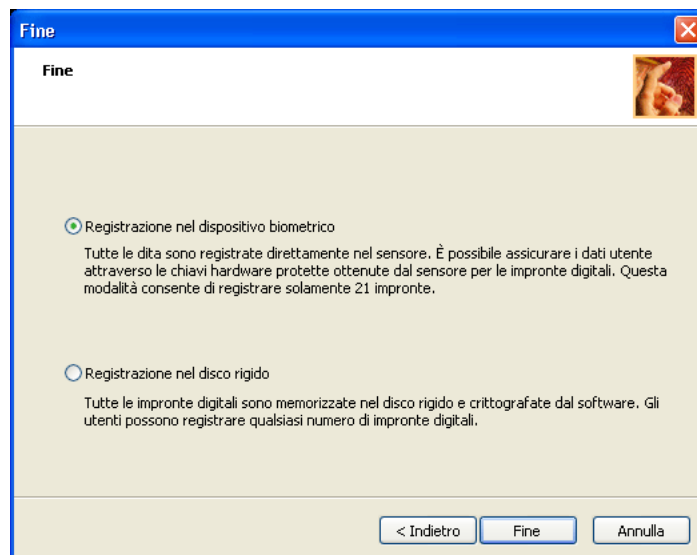 Fine
Fine
Registrazione nel dispositivo biometrico
Tutte le dita sono registrate direttamente nel sensore. È possibile assicurare i dati utente
attraverso le chiavi hardware protette ottenute dal sensore per le impronte digitali. Questa
modalità consente di registrare solamente 21 impronte.
Registrazione nel disco rigido
Tutte le impronte digitali sono memorizzate nel disco rigido e crittografate dal software. Gli
utenti possono registrare qualsiasi numero di impronte digitali.
< Indietro Fine Annulla